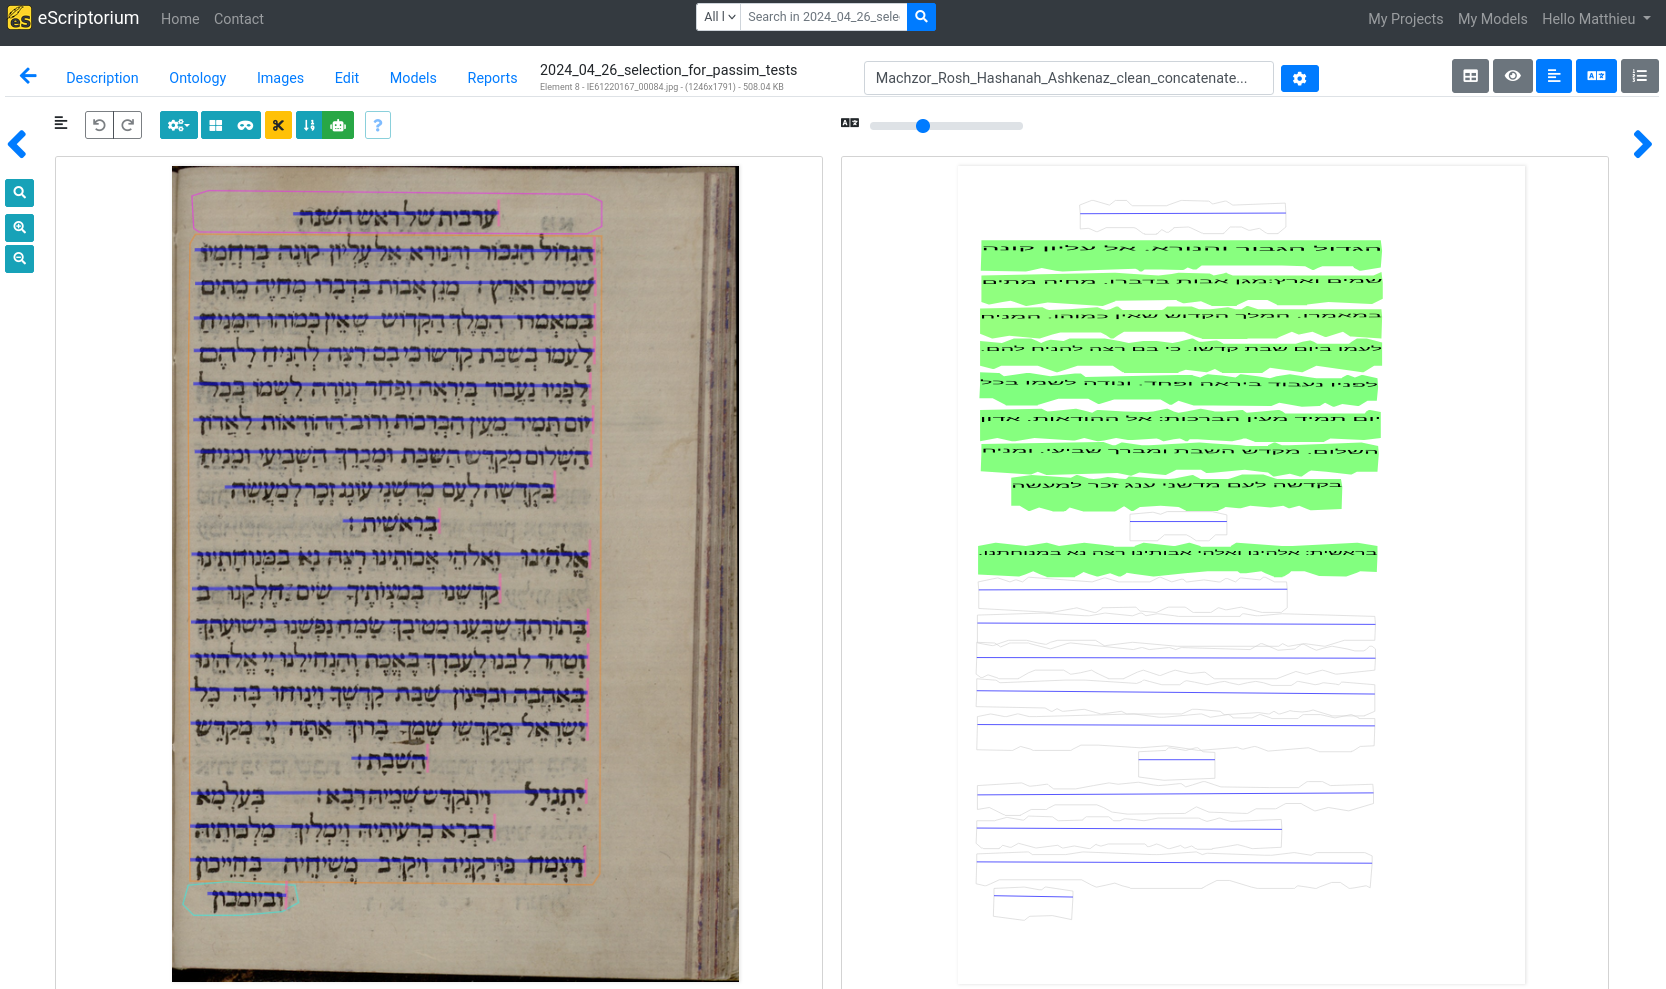 eScriptorium Home Contact All l Search in 2024_04_26_sele My Projects My Models Hello Matthieu
Description Ontology Images Edit Models Reports 2024_04_26_selection_for_passim_tests Machzor_Rosh_Hashanah_Ashkenaz_clean_concatenate...
Element 8 - IE61220167_00084.jpg - (1246x1791) - 508.04 KB
ערבית של ראש השנה
הגדול הגבור והנורא אל עליון קונה ברחמיו
שמים וארץ : מגן אבות בדברו מחיה מתים
במאמרו המלך הקדוש שאין כמוהו המניח
לעמו בשבת קדשו כי בם רצה להניח להם
לפניו נעבוד ביראה ופחד ונודה לשמו בכל
יום תמיד מעין הברכות ורוב ההודאות לאדון
השלום מקדש השבת ומברך השביעי ומניח
בקדשה לעם מדשני עונג זכר למעשה
בראשית :
אלהינו ואלהי אבותינו רצה נא במנוחתינו
קדשנו במצותיך שים חלקנו ב
בתורתך שבענו מטובך שמח נפשנו בישועתך
וטהר לבנו לעבדך באמת והנחילנו יי אלהינו
באהבה וברצון שבת קדשך וינוחו בה כל
ישראל מקדשי שמך ברוך אתה יי מקדש
השבת :
יתגדל ויתקדש שמיה רבא : בעלמא
דברא כרעותיה וימליך מלכותיה
ויצמח פורקניה ויקרב משיחיה בחייכון
וביומכון
הגדול הגבור והנורא. אל עליון קונה
שמים וארץ:מגן אבות בדברו. מחיה מתים
במאמרו. המלך הקדוש שאין כמוהו. המניח
לעמו ביום שבת קדשו. כי בם רצה להניח להם.
לפניו נעבוד ביראה ופחד. ונודה לשמו בכל
יום תמיד מעין הברכות: אל ההודאות. אדון
השלום. מקדש השבת ומברך שביעי. ומניח
בקדשה לעם מדשני ענג זכר למעשה
בראשית: אלהינו ואלהי אבותינו רצה נא במנוחתנו.